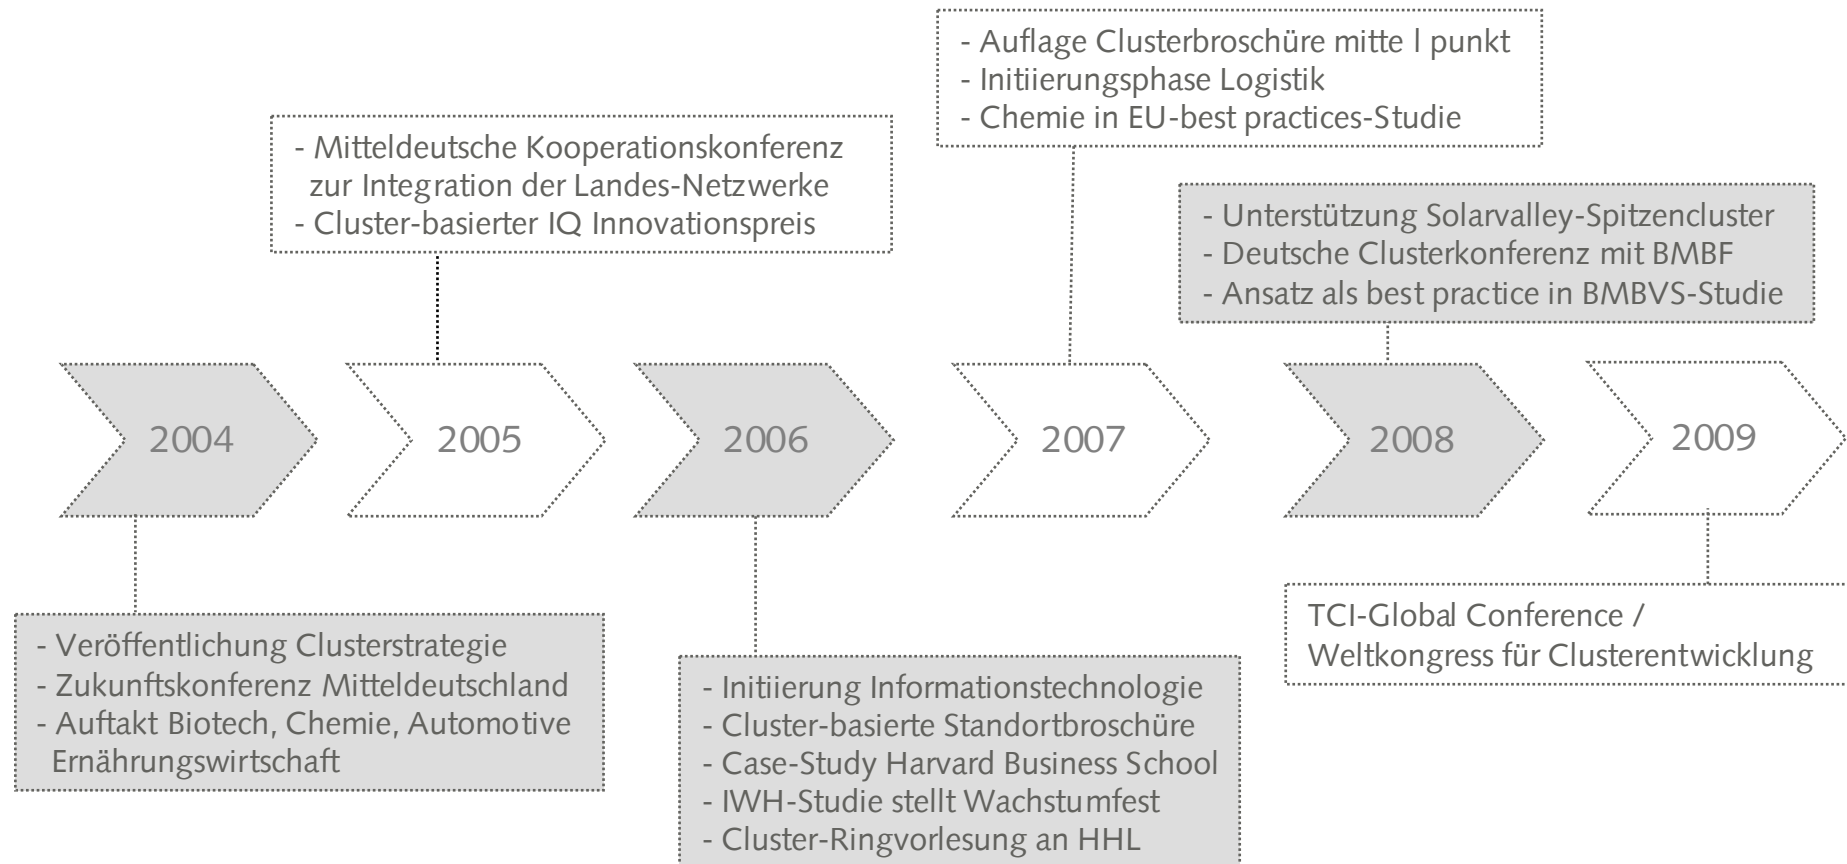 - Auflage Clusterbroschüre mitte l punkt
- Initiierungsphase Logistik
- Chemie in EU-best practices-Studie
- Mitteldeutsche Kooperationskonferenz
zur Integration der Landes-Netzwerke
- Cluster-basierter IQ Innovationspreis
- Unterstützung Solarvalley-Spitzencluster
- Deutsche Clusterkonferenz mit BMBF
- Ansatz als best practice in BMBVS-Studie
2004
2005
2006
2007
2008
2009
- Veröffentlichung Clusterstrategie
- Zukunftskonferenz Mitteldeutschland
- Auftakt Biotech, Chemie, Automotive
Ernährungswirtschaft
- Initiierung Informationstechnologie
- Cluster-basierte Standortbroschüre
- Case-Study Harvard Business School
- IWH-Studie stellt Wachstumfest
- Cluster-Ringvorlesung an HHL
TCI-Global Conference /
Weltkongress für Clusterentwicklung